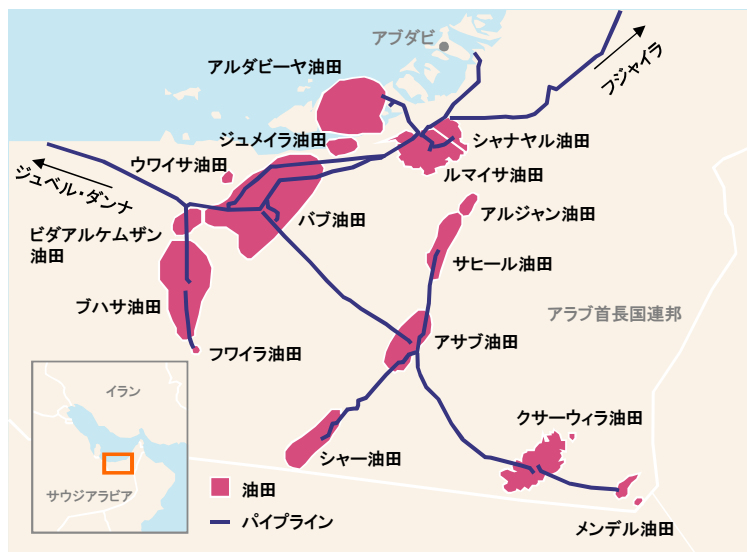 アブダビ
アルダビーヤ油田
フジャイラ
ジュメイラ油田
シャナヤル油田
ウワイサ油田
ルマイサ油田
ジュベル・ダンナ
バブ油田
アルジャン油田
ビダアルケムザン
油田
サヒール油田
ブハサ油田
アラブ首長国連邦
アサブ油田
フワイラ油田
イラン
クサーウィラ油田
シャー油田
サウジアラビア
油田
パイプライン
メンデル油田